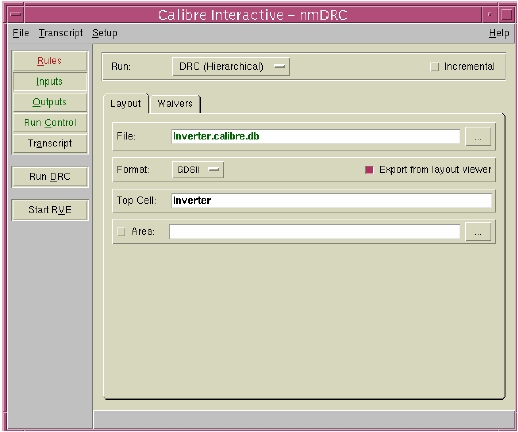 Calibre Interactive - nmDRC
File Transcript Setup Help
Rules
Inputs
Outputs
Run Control
Transcript
Run DRC
Start RVE
Run: DRC (Hierarchical) Incremental
Layout Waivers
File: Inverter.calibre.db ...
Format: GDSII Export from layout viewer
Top Cell: Inverter
Area: ...